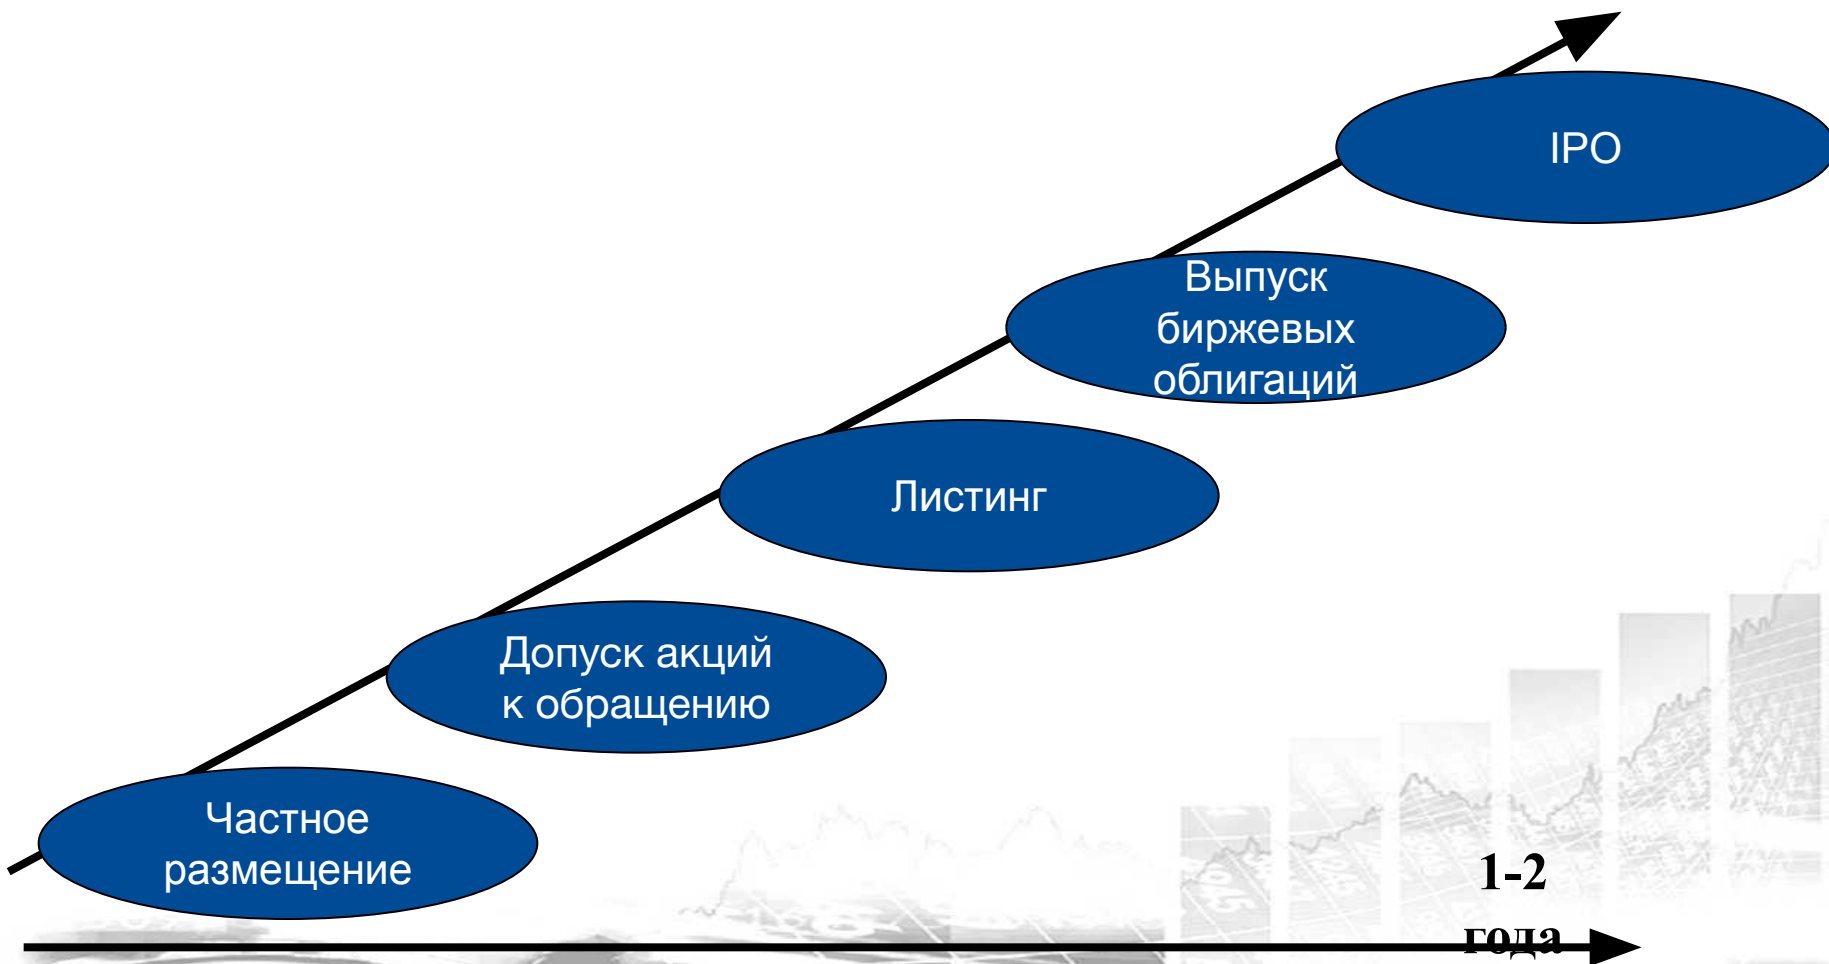 IPO
Выпуск
биржевых
облигаций
Листинг
Допуск акций
к обращению
Частное
размещение
1-2
года